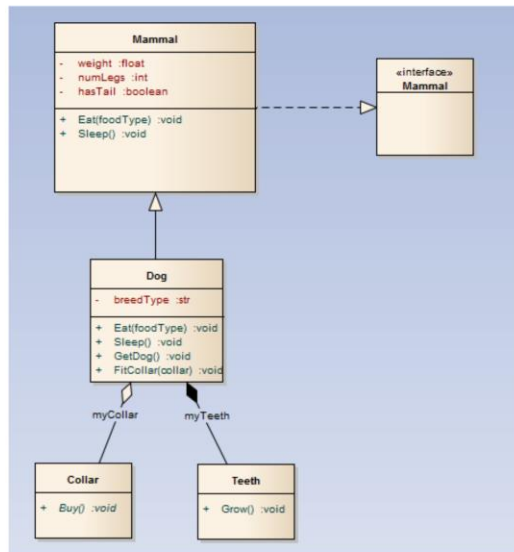 Mammal
- weight :float
- numLegs :int
- hasTail :boolean
+ Eat(foodType) :void
+ Sleep() :void
«interface»
Mammal
Dog
- breedType :str
+ Eat(foodType) :void
+ Sleep() :void
+ GetDog() :void
+ FitCollar(collar) :void
myCollar
myTeeth
Collar
+ Buy() :void
Teeth
+ Grow() :void